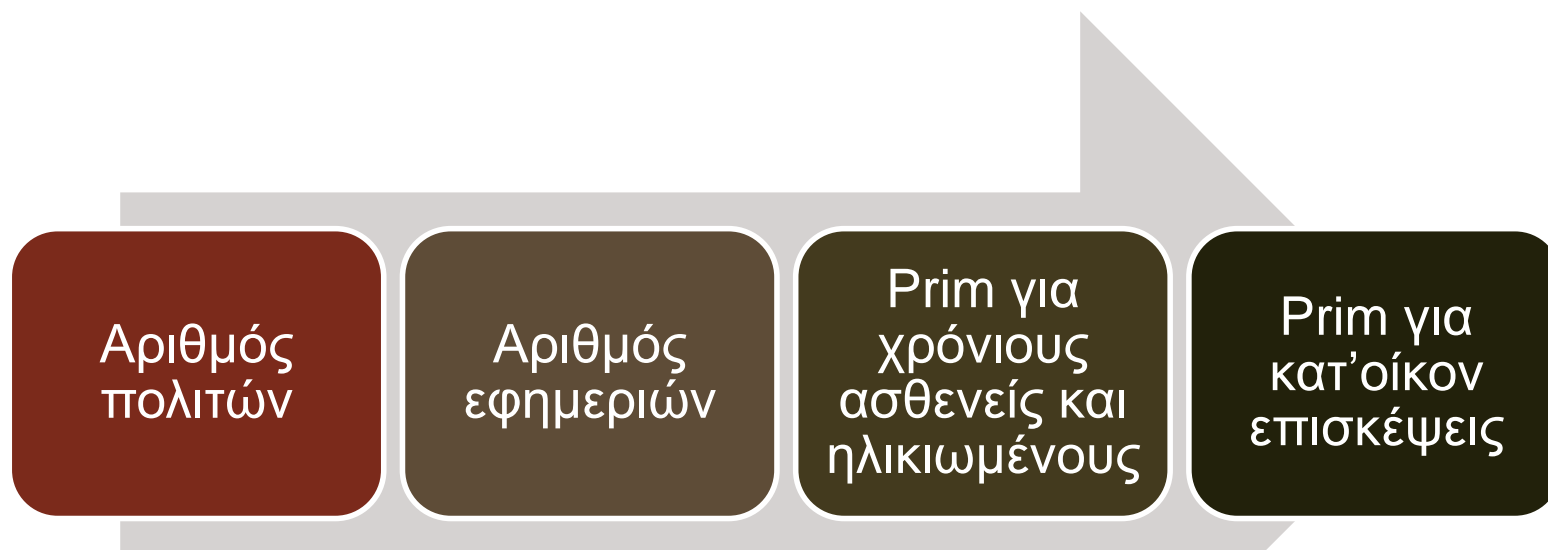 Αριθμός
πολιτών
Αριθμός
εφημεριών
Prim για
χρόνιους
ασθενείς και
ηλικιωμένους
Prim για
κατ’οίκον
επισκέψεις